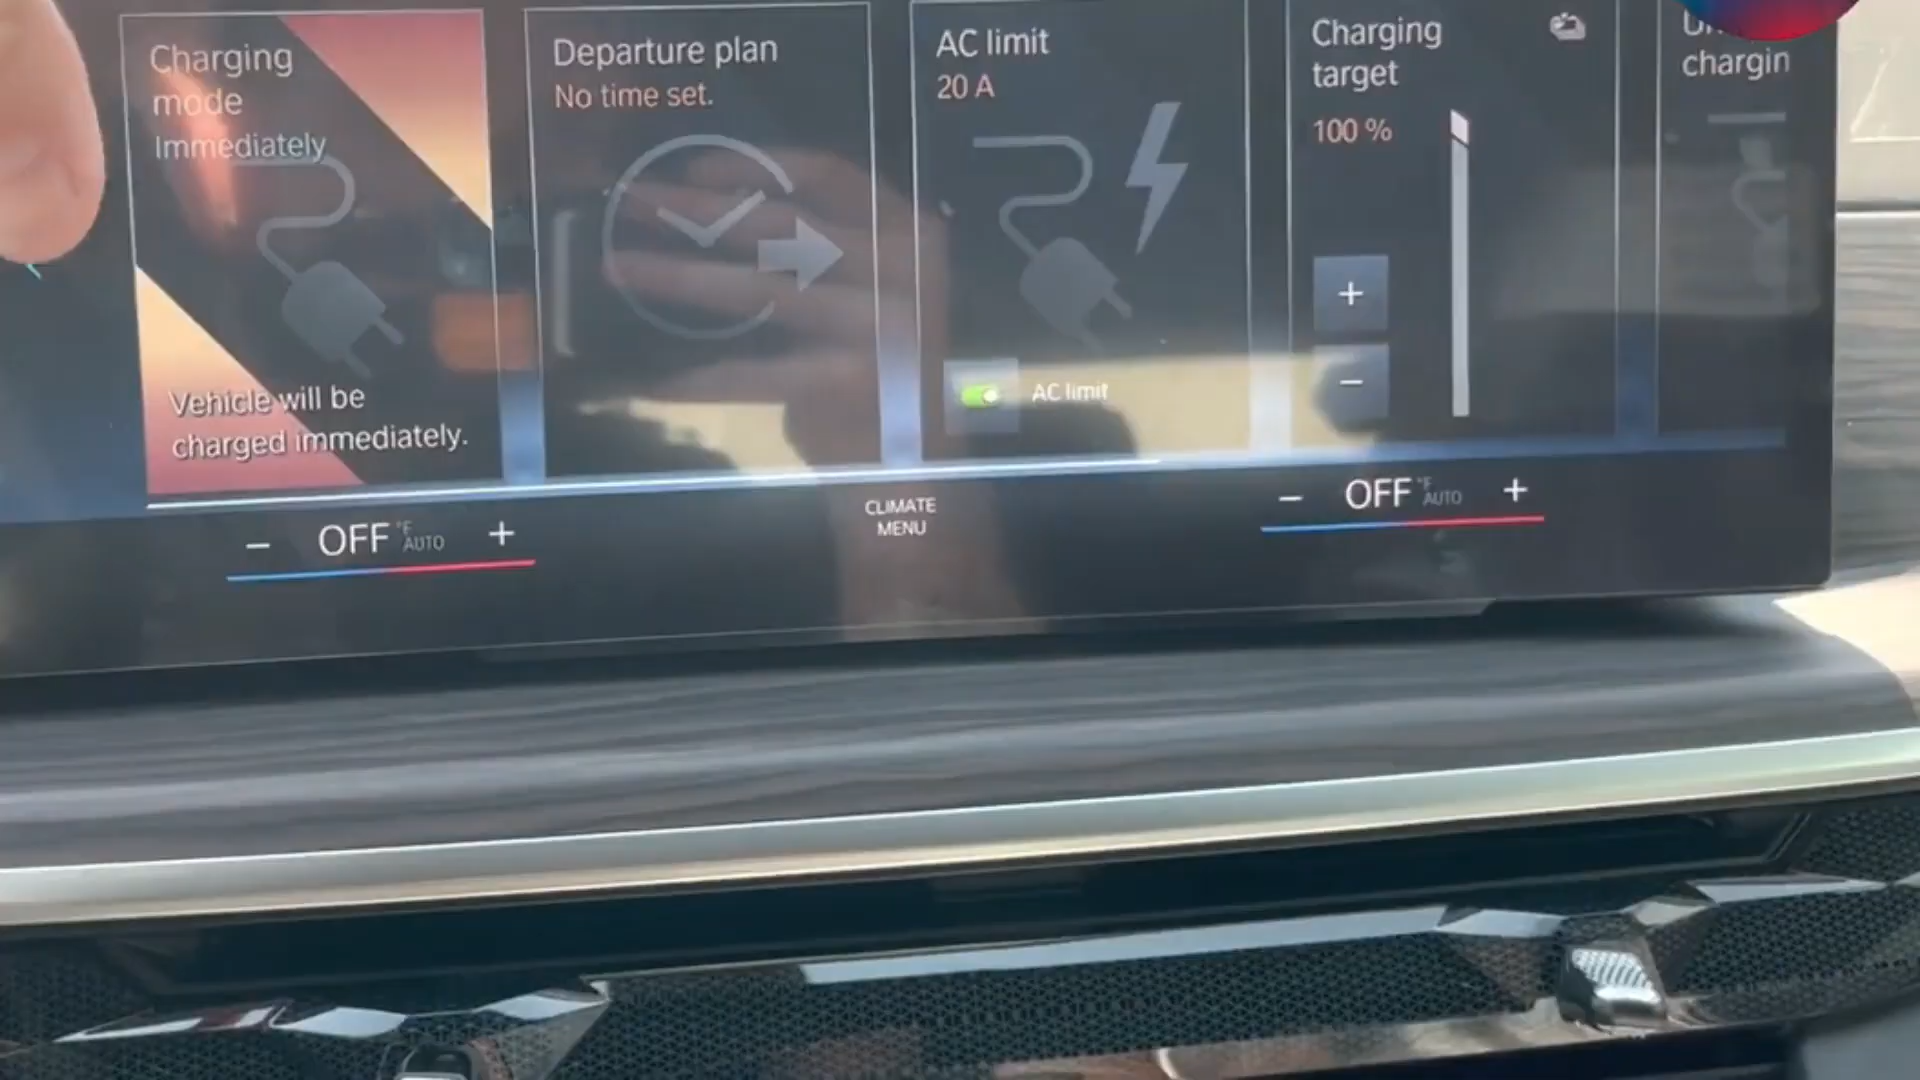 Charging
mode
Immediately
Vehicle will be
charged immediately.
Departure plan
No time set.
AC limit
20 A
AC limit
Charging
target
100 %
+
−
chargin
− OFF °F AUTO +
CLIMATE
MENU
− OFF °F AUTO +